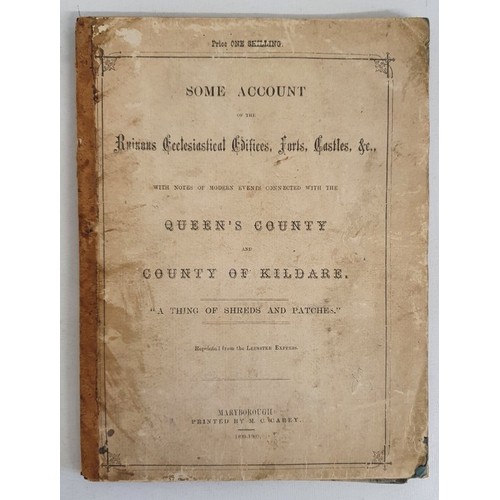 Price ONE SHILLING.
SOME ACCOUNT
OF THE
Ruinous Ecclesiastical Edifices, Forts, Castles, &c.,
WITH NOTES OF MODERN EVENTS CONNECTED WITH THE
QUEEN'S COUNTY
AND
COUNTY OF KILDARE.
"A THING OF SHREDS AND PATCHES."
Reprinted from the LEINSTER EXPRESS.
MARYBOROUGH
PRINTED BY H. C. CAREY.